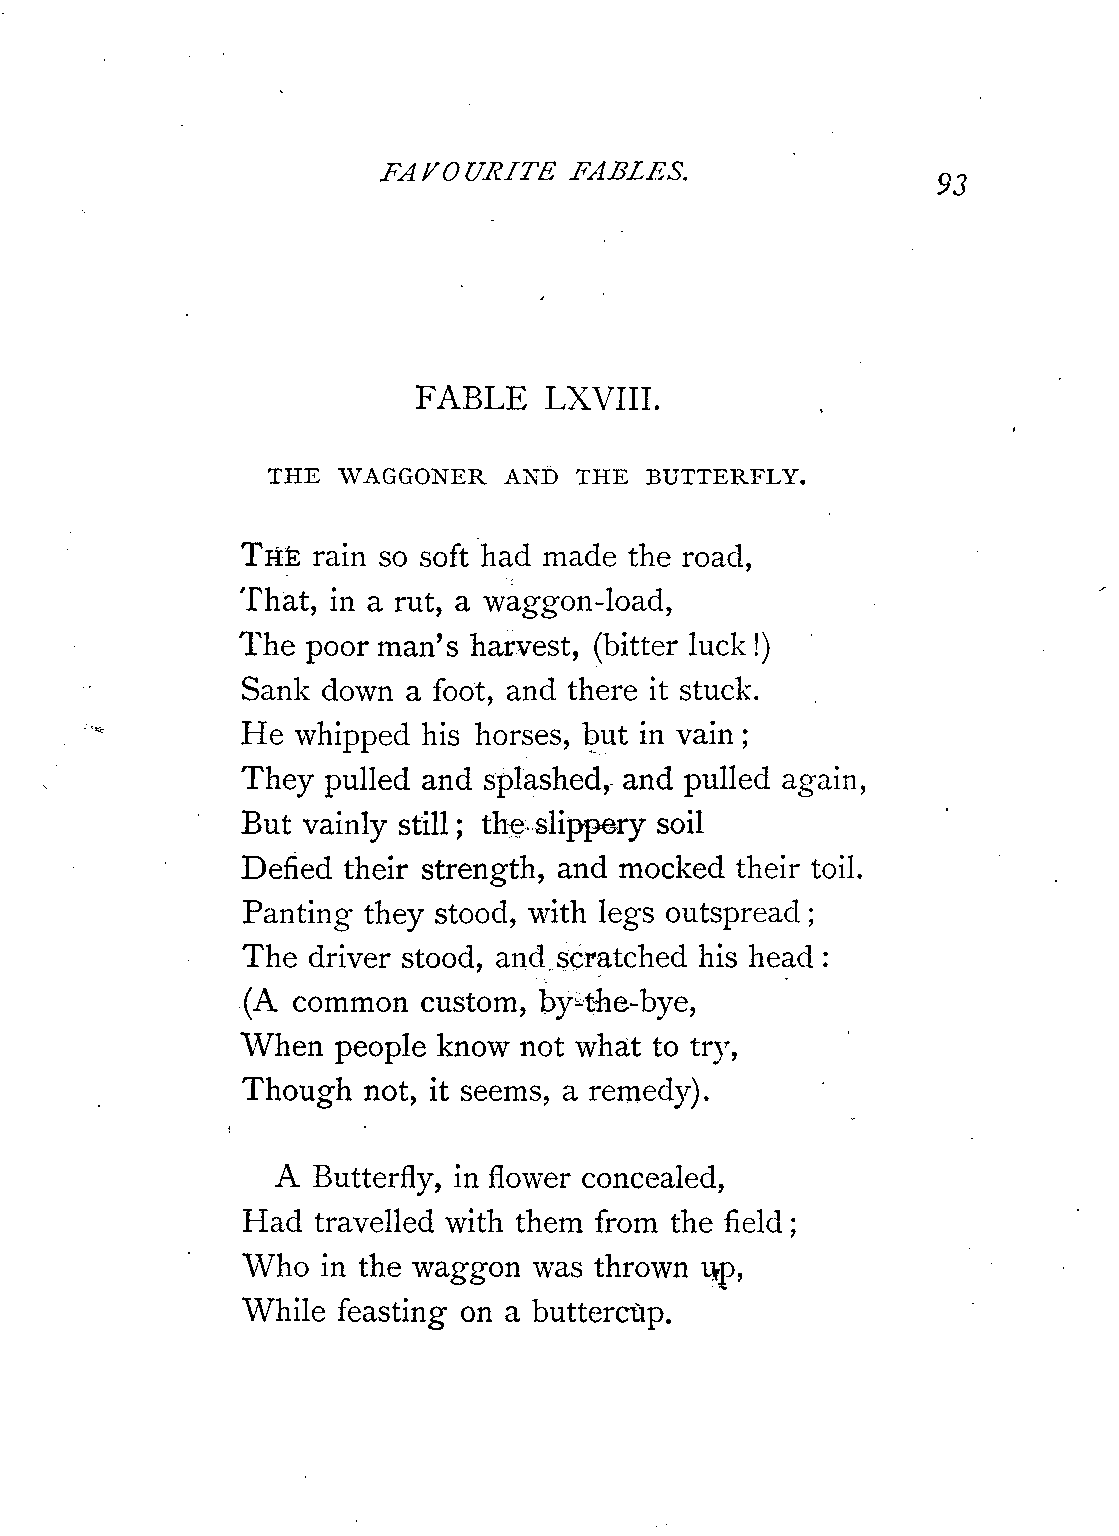 FAVOURITE FABLES.
93
FABLE LXVIII.
THE WAGGONER AND THE BUTTERFLY.
THE rain so soft had made the road,
That, in a rut, a waggon-load,
The poor man's harvest, (bitter luck!)
Sank down a foot, and there it stuck.
He whipped his horses, but in vain;
They pulled and splashed, and pulled again,
But vainly still; the slippery soil
Defied their strength, and mocked their toil.
Panting they stood, with legs outspread;
The driver stood, and scratched his head:
(A common custom, by-the-bye,
When people know not what to try,
Though not, it seems, a remedy).
A Butterfly, in flower concealed,
Had travelled with them from the field;
Who in the waggon was thrown up,
While feasting on a buttercup.